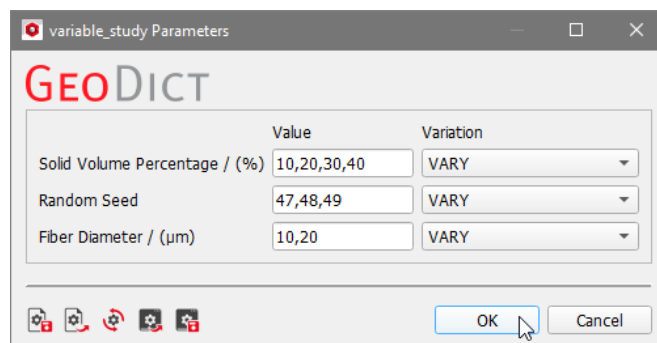 variable_study Parameters
GEODICT
Value Variation
Solid Volume Percentage / (%) 10,20,30,40 VARY
Random Seed 47,48,49 VARY
Fiber Diameter / (μm) 10,20 VARY
OK Cancel